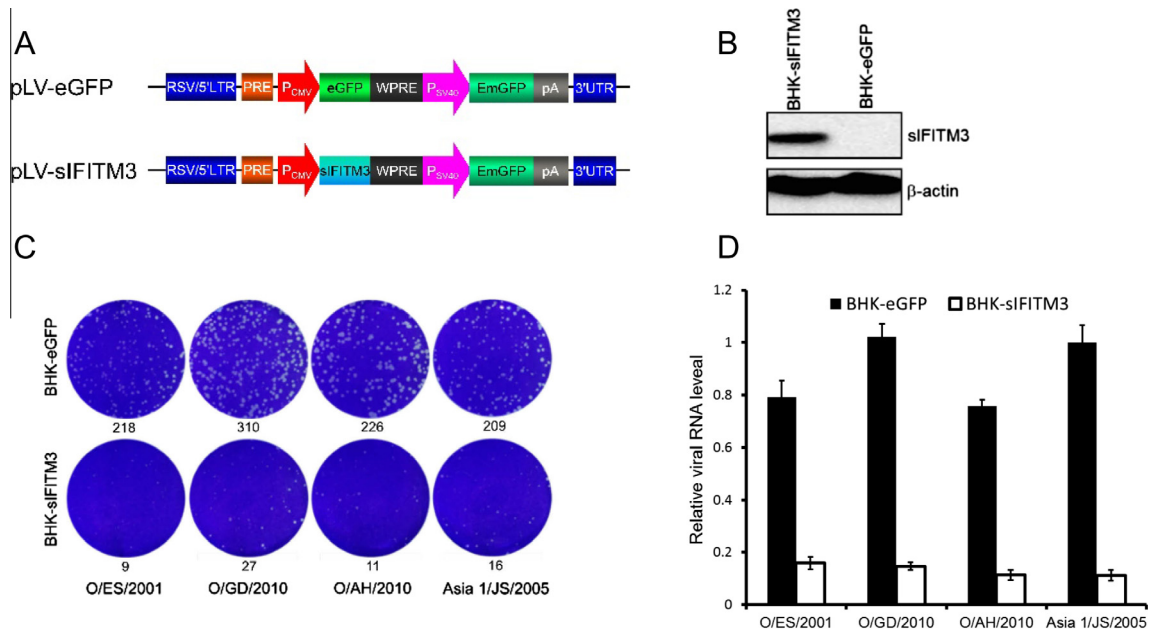 A
pLV-eGFP
RSV/5'LTR PRE PCMV eGFP WPRE PSV40 EmGFP pA 3'UTR
pLV-sIFITM3
RSV/5'LTR PRE PCMV sIFITM3 WPRE PSV40 EmGFP pA 3'UTR
B
BHK-sIFITM3
BHK-eGFP
sIFITM3
β-actin
C
BHK-eGFP
218 310 226 209
BHK-sIFITM3
9 27 11 16
O/ES/2001 O/GD/2010 O/AH/2010 Asia 1/JS/2005
D
BHK-eGFP BHK-sIFITM3
Relative viral RNA leveal
1.2
1
0.8
0.6
0.4
0.2
0
O/ES/2001 O/GD/2010 O/AH/2010 Asia 1/JS/2005